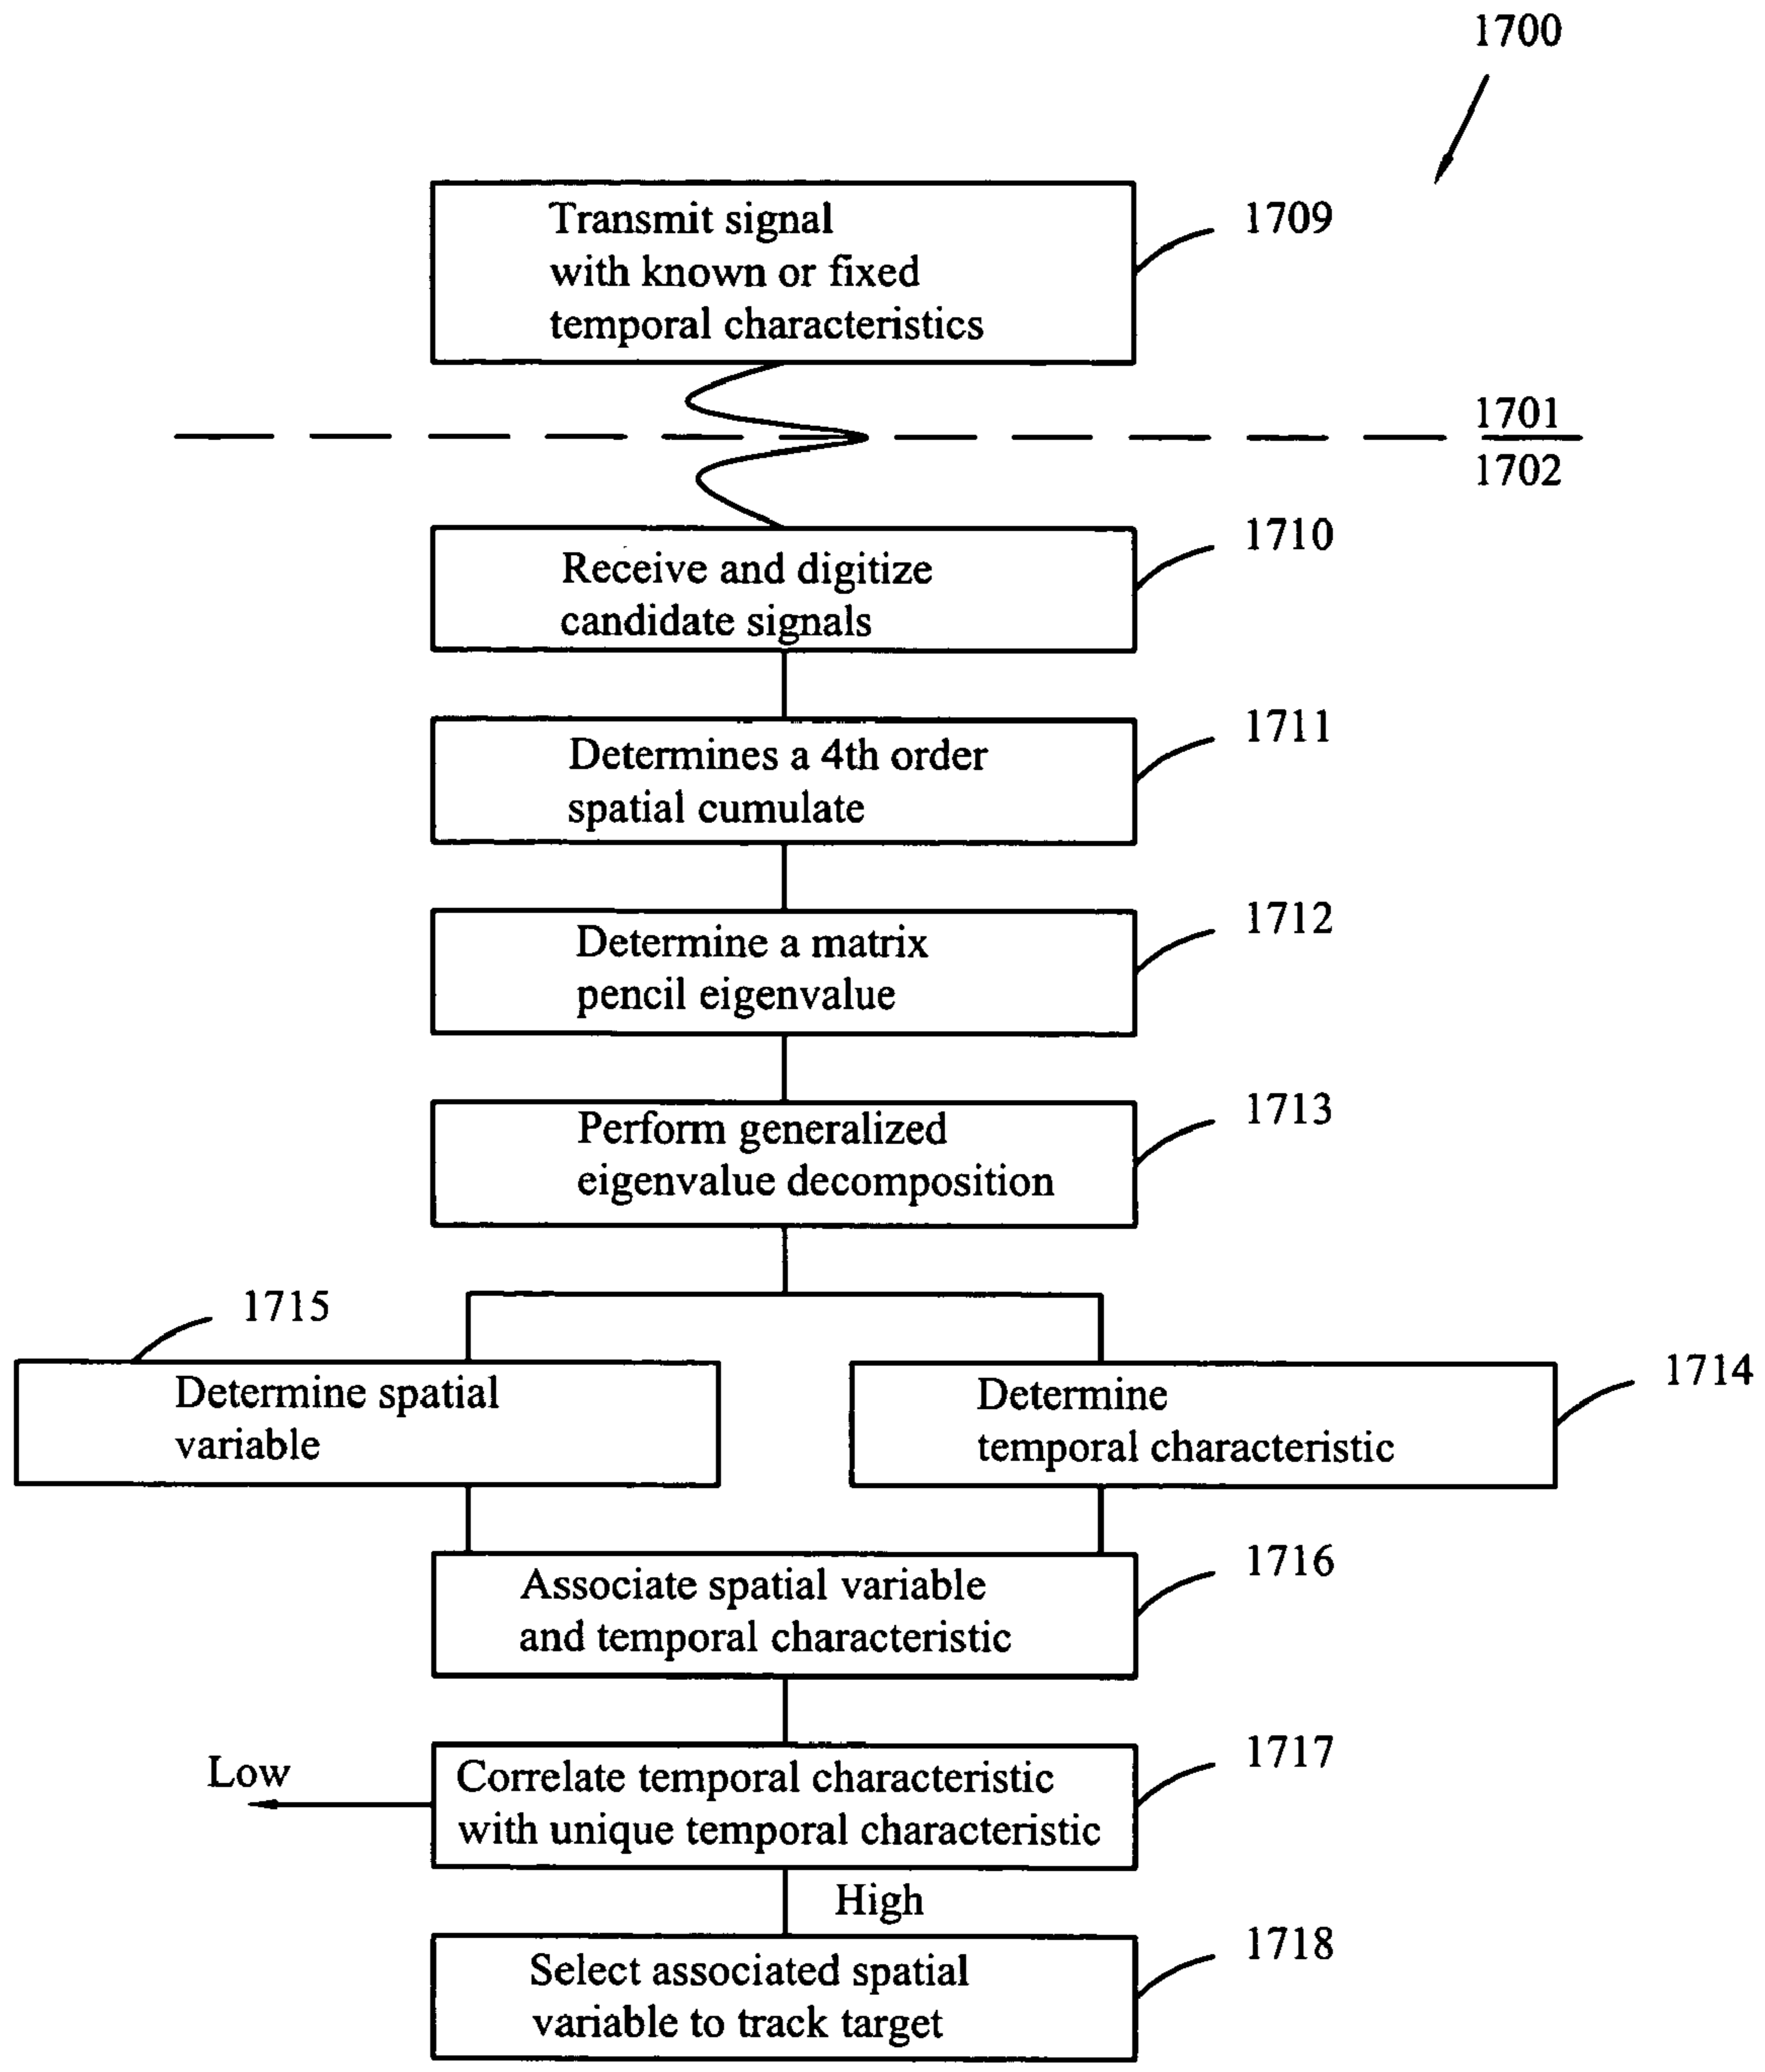 1700
Transmit signal
with known or fixed
temporal characteristics
1709
1701
1702
Receive and digitize
candidate signals
1710
Determines a 4th order
spatial cumulate
1711
Determine a matrix
pencil eigenvalue
1712
Perform generalized
eigenvalue decomposition
1713
1715
Determine spatial
variable
Determine
temporal characteristic
1714
Associate spatial variable
and temporal characteristic
1716
Low
Correlate temporal characteristic
with unique temporal characteristic
1717
High
Select associated spatial
variable to track target
1718